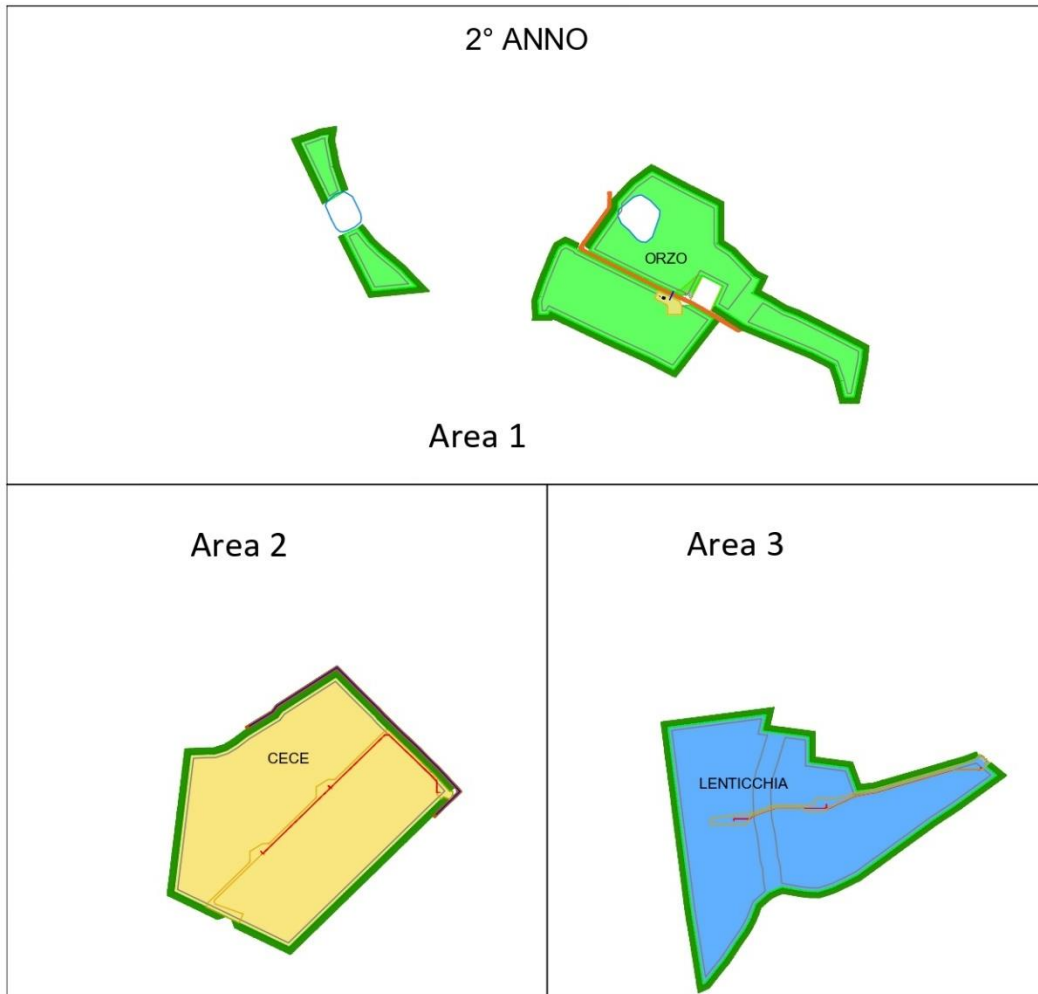 2° ANNO
ORZO
Area 1
Area 2
Area 3
CECE
LENTICCHIA